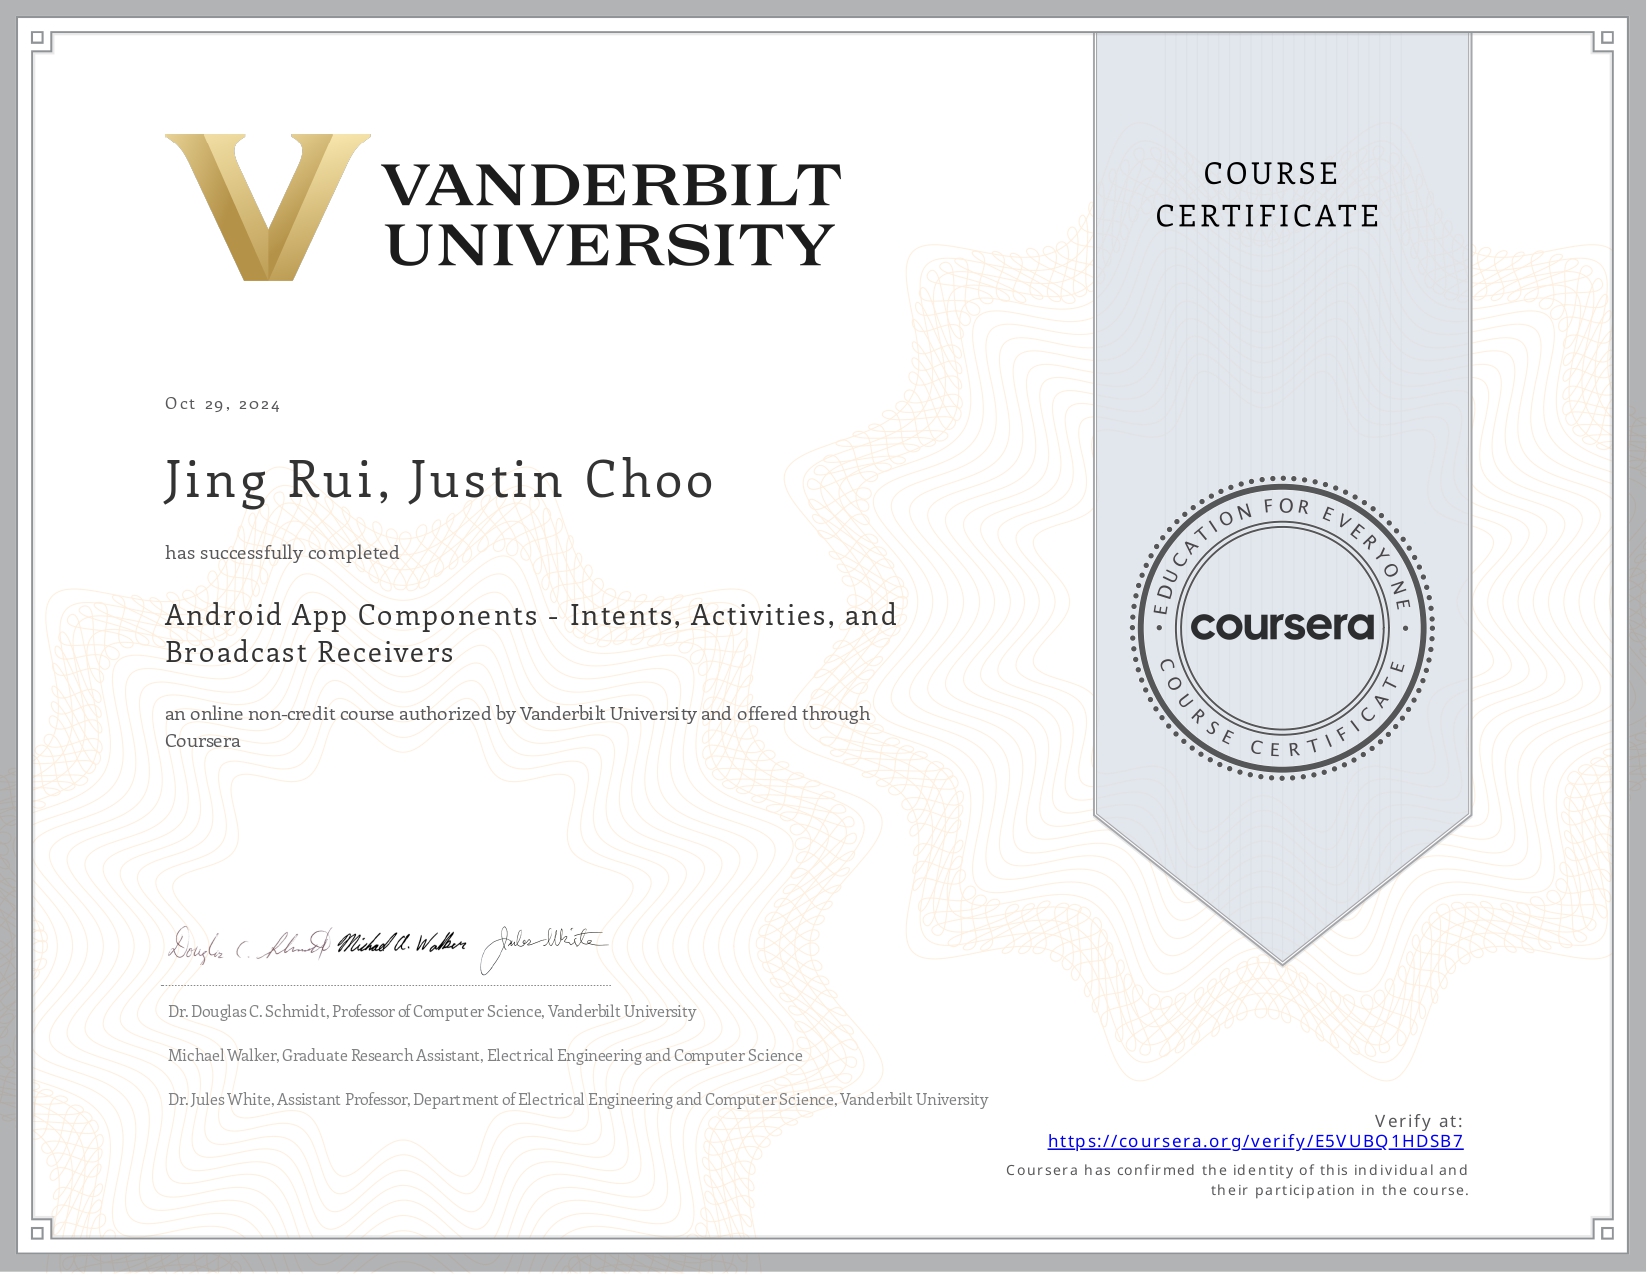 VANDERBILT
UNIVERSITY
COURSE
CERTIFICATE
Oct 29, 2024
Jing Rui, Justin Choo
has successfully completed
Android App Components - Intents, Activities, and
Broadcast Receivers
an online non-credit course authorized by Vanderbilt University and offered through
Coursera
EDUCATION FOR EVERYONE
coursera
COURSE CERTIFICATE
Douglas C. Schmidt Michael A. Walker Jules White
Dr. Douglas C. Schmidt, Professor of Computer Science, Vanderbilt University
Michael Walker, Graduate Research Assistant, Electrical Engineering and Computer Science
Dr. Jules White, Assistant Professor, Department of Electrical Engineering and Computer Science, Vanderbilt University
Verify at:
https://coursera.org/verify/E5VUBQ1HDSB7
Coursera has confirmed the identity of this individual and
their participation in the course.